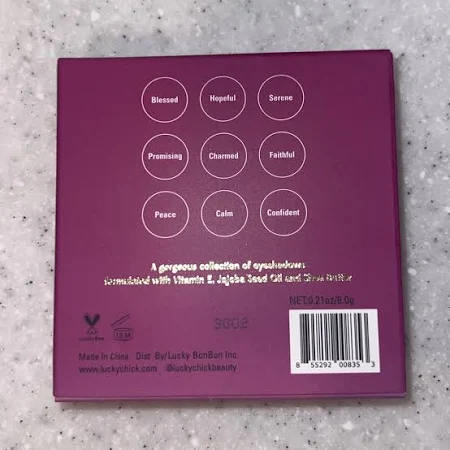 Blessed Hopeful Serene
Promising Charmed Faithful
Peace Calm Confident
A gorgeous collection of eyeshadows
formulated with Vitamin E, Jojoba Seed Oil and Shea Butter
NET:0.21oz/6.0g
Made In China Dist By/Lucky BonBon Inc.
www.luckychick.com @luckychickbeauty
8 55292 00835 3